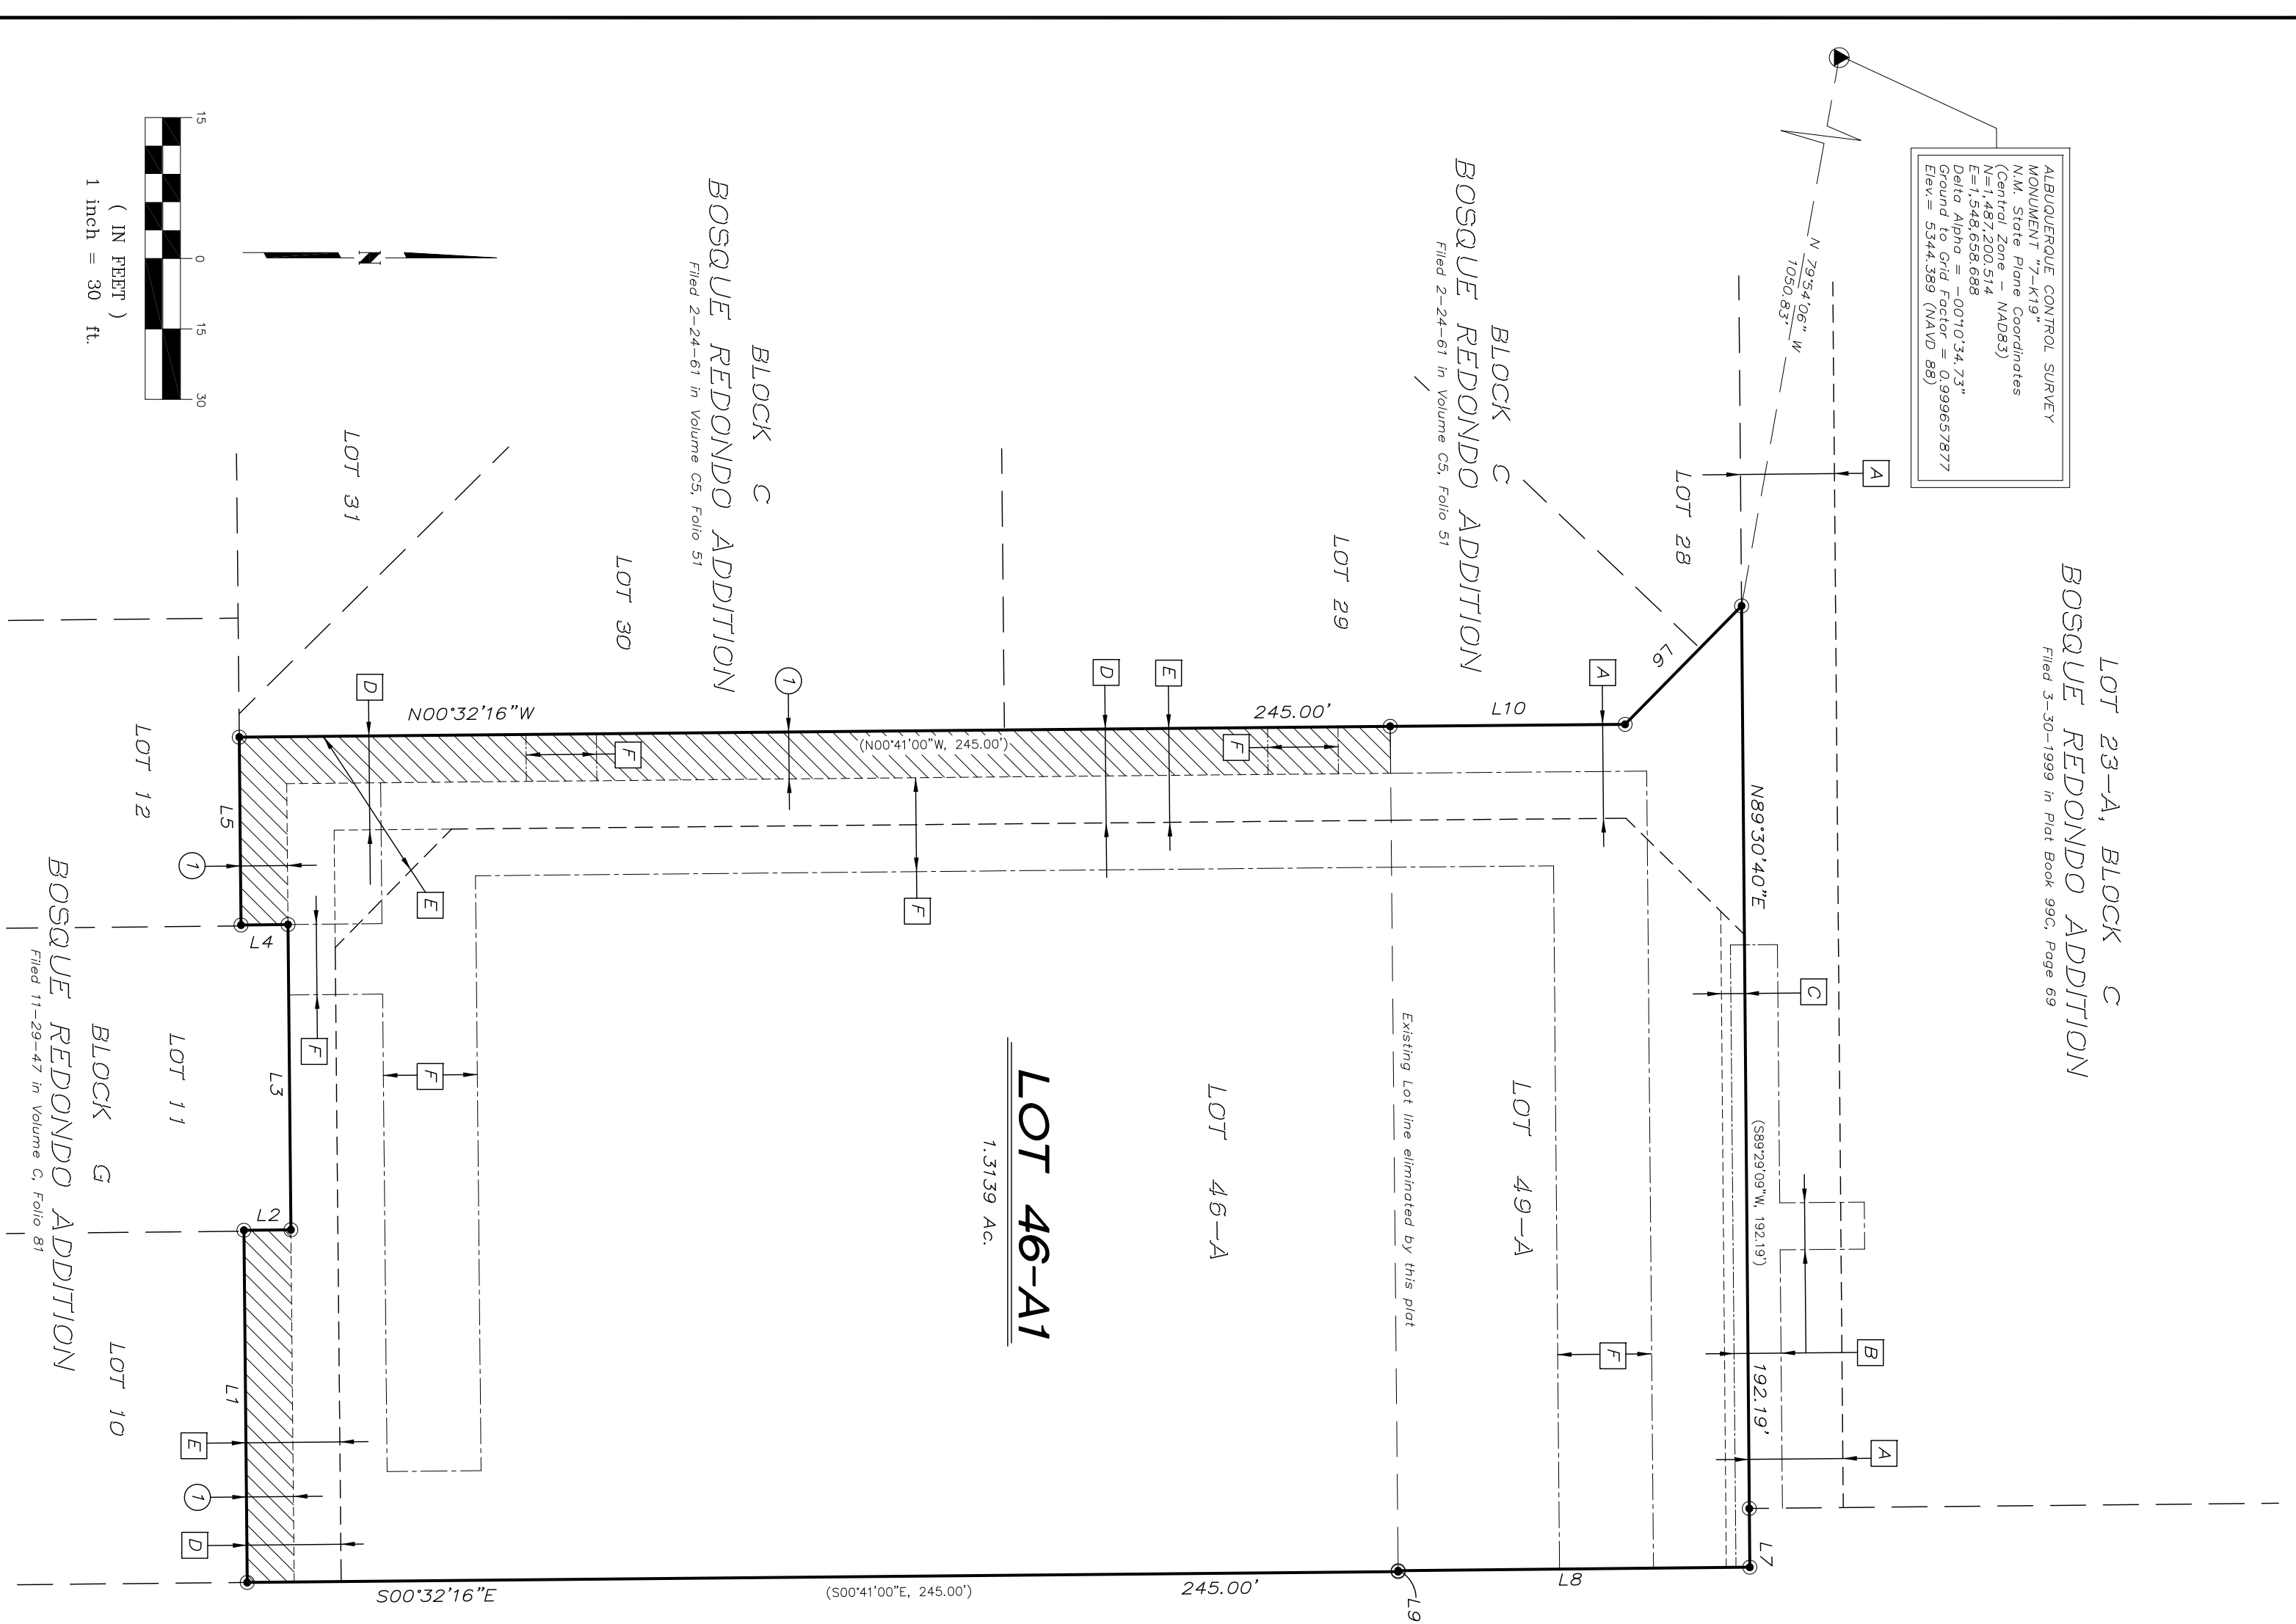 ALBUQUERQUE CONTROL SURVEY
MONUMENT "7-K19"
N.M. State Plane Coordinates
(Central Zone - NAD83)
N=1,487,200.514
E=1,548,658.688
Delta Alpha = -00°10'34.73"
Ground to Grid Factor = 0.999657877
Elev.= 5344.389 (NAVD 88)
N 79°54'06" W
1050.83'
LOT 23-A, BLOCK C
BOSQUE REDONDO ADDITION
Filed 3-30-1999 in Plat Book 99C, Page 69
A
LOT 28
BLOCK C
BOSQUE REDONDO ADDITION
Filed 2-24-61 in Volume C5, Folio 51
LOT 29
BLOCK C
BOSQUE REDONDO ADDITION
Filed 2-24-61 in Volume C5, Folio 51
LOT 30
LOT 31
15
0
15
30
( IN FEET )
1 inch = 30 ft.
N
L6
N89°30'40"E
192.19'
(S89°29'09"W, 192.19')
C
B
A
L7
L8
L9
A
L10
245.00'
N00°32'16"W
(N00°41'00"W, 245.00')
E
D
1
D
F
F
F
E
F
F
F
LOT 49-A
Existing Lot line eliminated by this plat
LOT 46-A
LOT 46-A1
1.3139 Ac.
S00°32'16"E
(S00°41'00"E, 245.00')
245.00'
LOT 12
L5
1
L4
L3
L2
L1
LOT 11
BLOCK G
BOSQUE REDONDO ADDITION
Filed 11-29-47 in Volume C, Folio 81
LOT 10
E
1
D